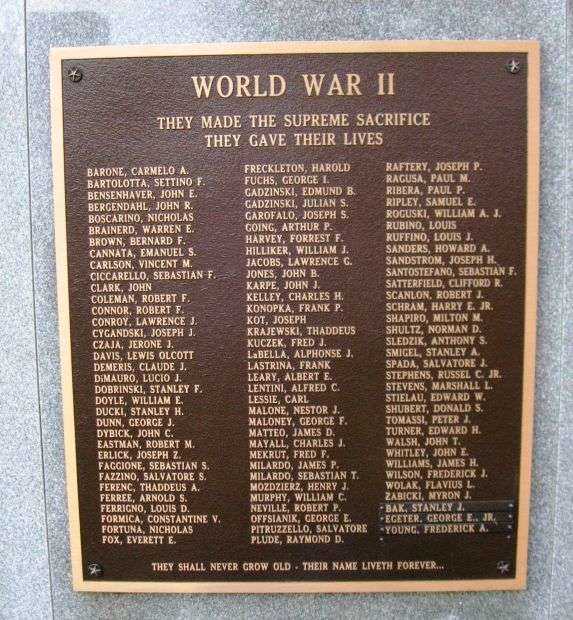 WORLD WAR II
THEY MADE THE SUPREME SACRIFICE
THEY GAVE THEIR LIVES
BARONE, CARMELO A.
BARTOLOTTA, SETTINO F.
BENSENHAVER, JOHN E.
BERGENDAHL, JOHN R.
BOSCARINO, NICHOLAS
BRAINERD, WARREN E.
BROWN, BERNARD F.
CANNATA, EMANUEL S.
CARLSON, VINCENT M.
CICCARELLO, SEBASTIAN F.
CLARK, JOHN
COLEMAN, ROBERT F.
CONNOR, ROBERT F.
CONROY, LAWRENCE J.
CYGANDSKI, JOSEPH J.
CZAJA, JEROME J.
DAVIS, LEWIS OLCOTT
DEMERIS, CLAUDE J.
DiMAURO, LUCIO J.
DOBRINSKI, STANLEY F.
DOYLE, WILLIAM E.
DUCKI, STANLEY H.
DUNN, GEORGE J.
DYBICK, JOHN C.
EASTMAN, ROBERT M.
ERLICK, JOSEPH Z.
FAGGIONE, SEBASTIAN S.
FAZZINO, SALVATORE S.
FERENC, THADDEUS A.
FERREE, ARNOLD S.
FERRIGNO, LOUIS D.
FORMICA, CONSTANTINE V.
FORTUNA, NICHOLAS
FOX, EVERETT E.
FRECKLETON, HAROLD
FUCHS, GEORGE I.
GADZINSKI, EDMUND B.
GADZINSKI, JULIAN S.
GAROFALO, JOSEPH S.
GOING, ARTHUR P.
HARVEY, FORREST F.
HILLIKER, WILLIAM J.
JACOBS, LAWRENCE G.
JONES, JOHN B.
KARPE, JOHN J.
KELLEY, CHARLES H.
KONOPKA, FRANK P.
KOT, JOSEPH
KRAJEWSKI, THADDEUS
KUCZEK, FRED J.
LaBELLA, ALPHONSE J.
LASTRINA, FRANK
LEARY, ALBERT E.
LENTINI, ALFRED C.
LESSIE, CARL
MALONE, NESTOR J.
MALONEY, GEORGE F.
MATTEO, JAMES D.
MAYALL, CHARLES J.
MEKRUT, FRED F.
MILARDO, JAMES P.
MILARDO, SEBASTIAN T.
MOZDZIERZ, HENRY J.
MURPHY, WILLIAM C.
NEVILLE, ROBERT P.
OFFSIANIK, GEORGE E.
PITRUZZELLO, SALVATORE
PLUDE, RAYMOND D.
RAFTERY, JOSEPH P.
RAGUSA, PAUL M.
RIBERA, PAUL P.
RIPLEY, SAMUEL E.
ROGUSKI, WILLIAM A. J.
RUBINO, LOUIS
RUFFINO, LOUIS J.
SANDERS, HOWARD A.
SANDSTROM, JOSEPH H.
SANTOSTEFANO, SEBASTIAN F.
SATTERFIELD, CLIFFORD R.
SCANLON, ROBERT J.
SCHRAM, HARRY E. JR.
SHAPIRO, MILTON M.
SHULTZ, NORMAN D.
SLEDZIK, ANTHONY S.
SMIGEL, STANLEY A.
SPADA, SALVATORE J.
STEPHENS, RUSSEL C. JR.
STEVENS, MARSHALL L.
STIELAU, EDWARD W.
SHUBERT, DONALD S.
TOMASSI, PETER J.
TURNER, EDWARD H.
WALSH, JOHN T.
WHITLEY, JOHN E.
WILLIAMS, JAMES H.
WILSON, FREDERICK J.
WOLAK, FLAVIUS L.
ZABICKI, MYRON J.
BAK, STANLEY J.
EGETER, GEORGE E., JR.
YOUNG, FREDERICK A.
THEY SHALL NEVER GROW OLD - THEIR NAME LIVETH FOREVER...